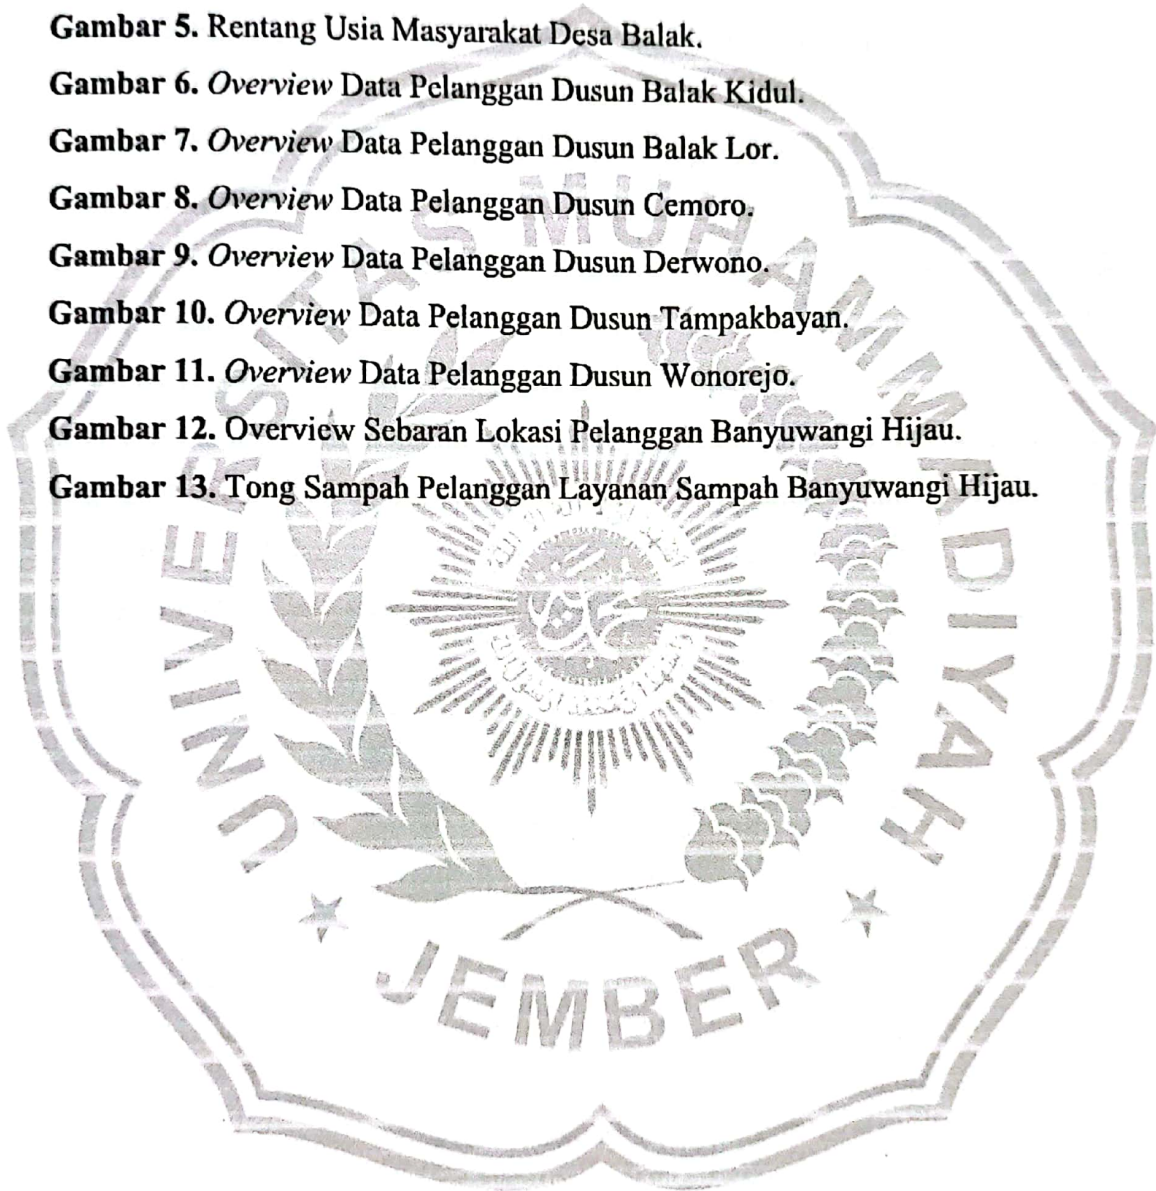 Gambar 5. Rentang Usia Masyarakat Desa Balak.
Gambar 6. Overview Data Pelanggan Dusun Balak Kidul.
Gambar 7. Overview Data Pelanggan Dusun Balak Lor.
Gambar 8. Overview Data Pelanggan Dusun Cemoro.
Gambar 9. Overview Data Pelanggan Dusun Derwono.
Gambar 10. Overview Data Pelanggan Dusun Tampakbayan.
Gambar 11. Overview Data Pelanggan Dusun Wonorejo.
Gambar 12. Overview Sebaran Lokasi Pelanggan Banyuwangi Hijau.
Gambar 13. Tong Sampah Pelanggan Layanan Sampah Banyuwangi Hijau.
UNIVERSITAS MUHAMMADIYAH
JEMBER